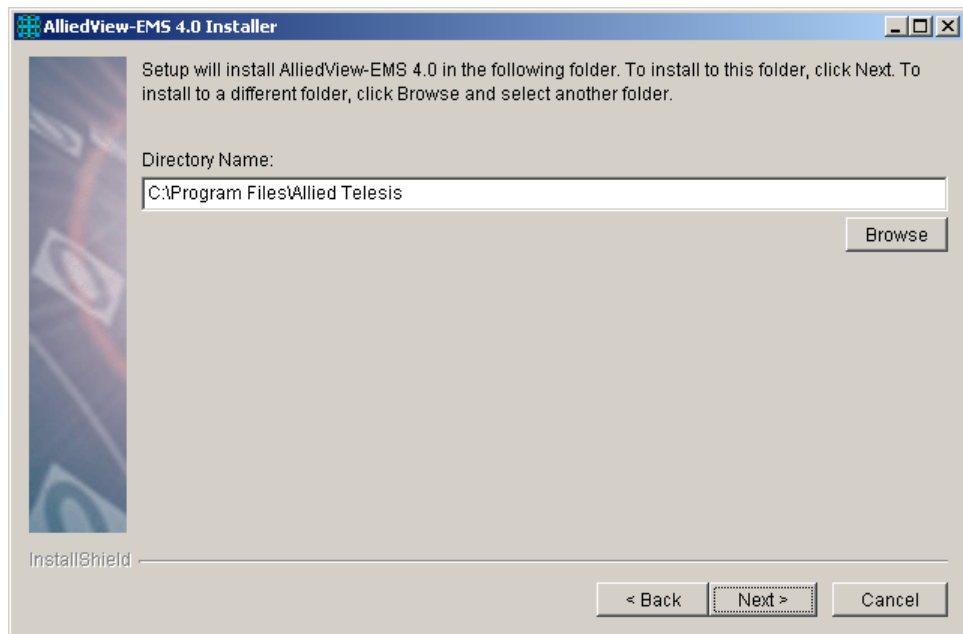 AlliedView-EMS 4.0 Installer
Setup will install AlliedView-EMS 4.0 in the following folder. To install to this folder, click Next. To
install to a different folder, click Browse and select another folder.
Directory Name:
C:\Program Files\Allied Telesis
Browse
InstallShield
< Back
Next >
Cancel